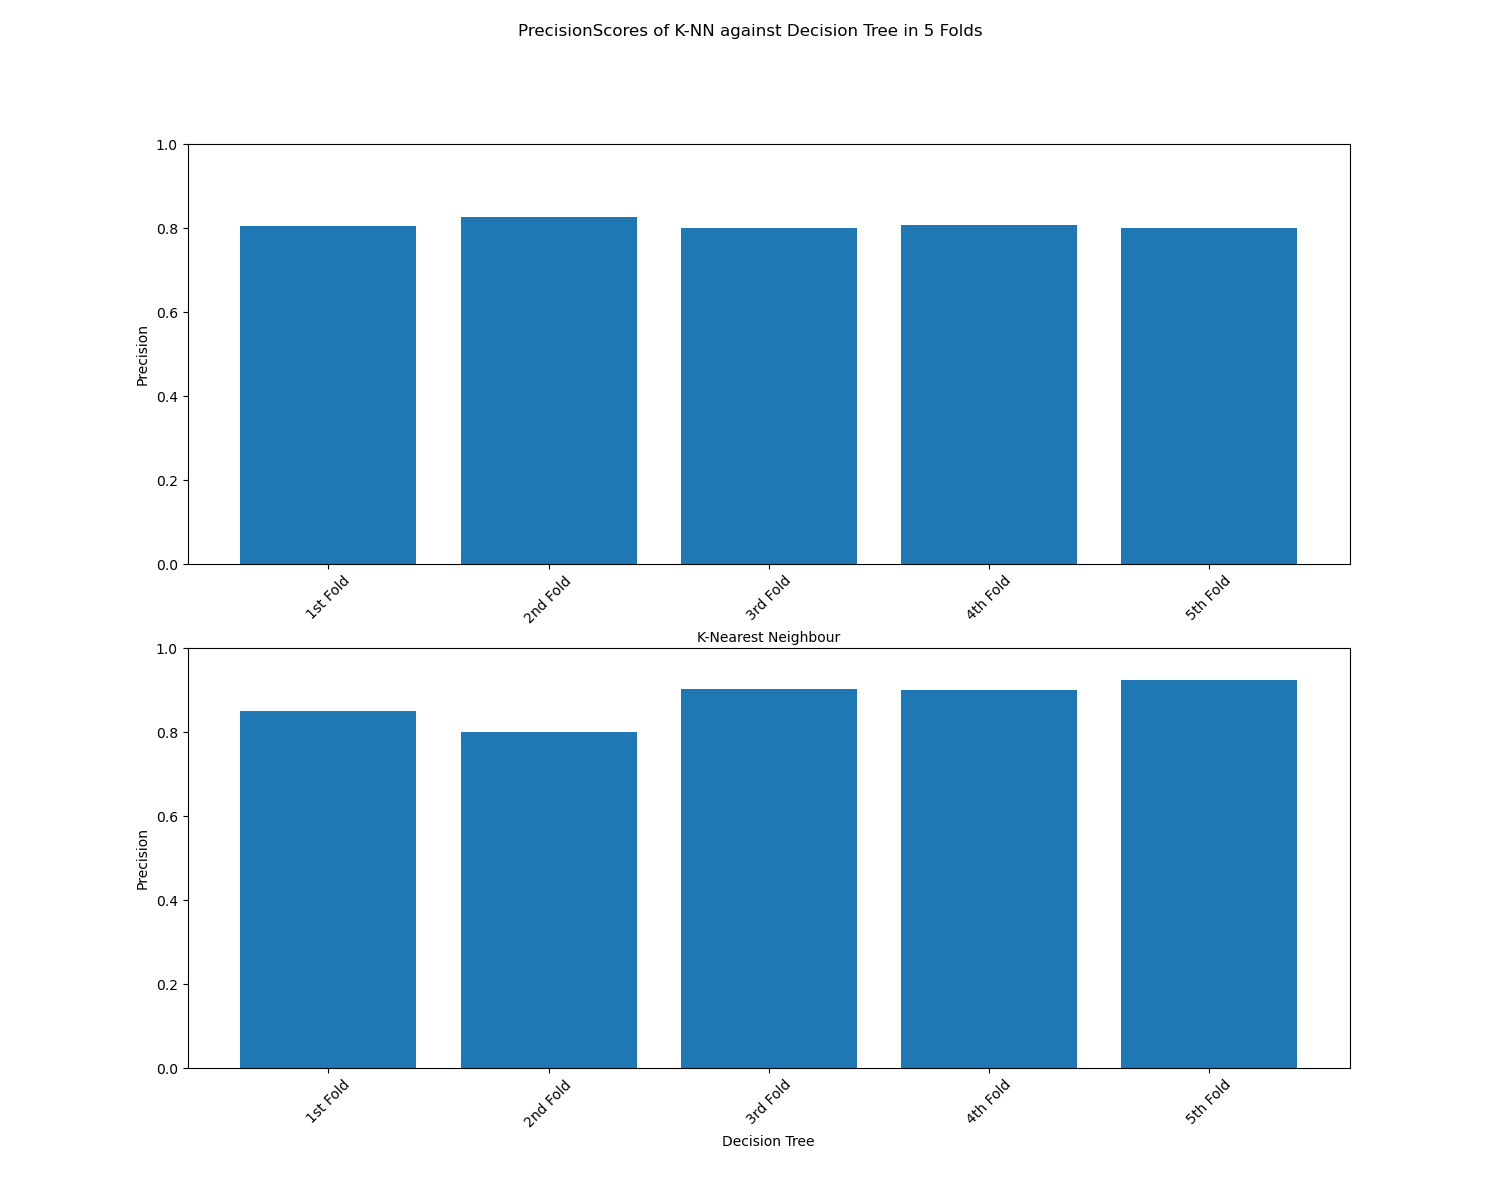 PrecisionScores of K-NN against Decision Tree in 5 Folds
1.0
0.8
0.6
0.4
0.2
0.0
Precision
1st Fold
2nd Fold
3rd Fold
4th Fold
5th Fold
K-Nearest Neighbour
1.0
0.8
0.6
0.4
0.2
0.0
Precision
1st Fold
2nd Fold
3rd Fold
4th Fold
5th Fold
Decision Tree